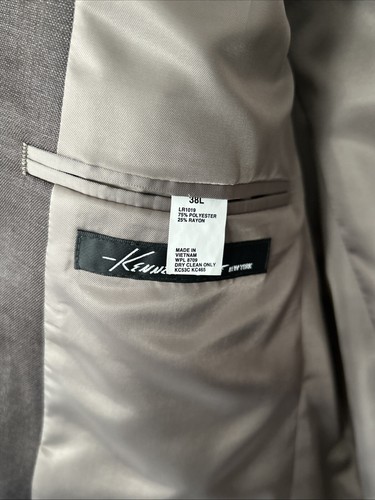 38L
LR1019
75% POLYESTER
25% RAYON
MADE IN
VIETNAM
WPL 8709
DRY CLEAN ONLY
KC53C KC465
NEW YORK